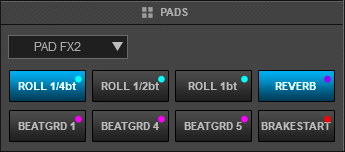 PADS
PAD FX2
ROLL 1/4bt ROLL 1/2bt ROLL 1bt REVERB
BEATGRD 1 BEATGRD 4 BEATGRD 5 BRAKESTART